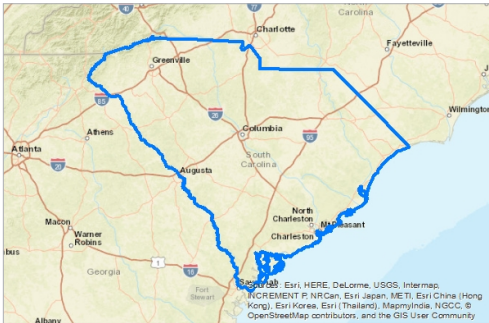 40
77
Carolina
Charlotte
Fayetteville
Greenville
85
Wilmington
26
Athens
Columbia
95
Atlanta
South
Carolina
20
Augusta
North
Charleston
Mt Pleasant
Macon
Charleston
Warner
Robins
1
16
Georgia
Savannah
Fort
Stewart
Albany
Sources: Esri, HERE, DeLorme, USGS, Intermap,
INCREMENT P, NRCan, Esri Japan, METI, Esri China (Hong
Kong), Esri Korea, Esri (Thailand), MapmyIndia, NGCC, ©
OpenStreetMap contributors, and the GIS User Community